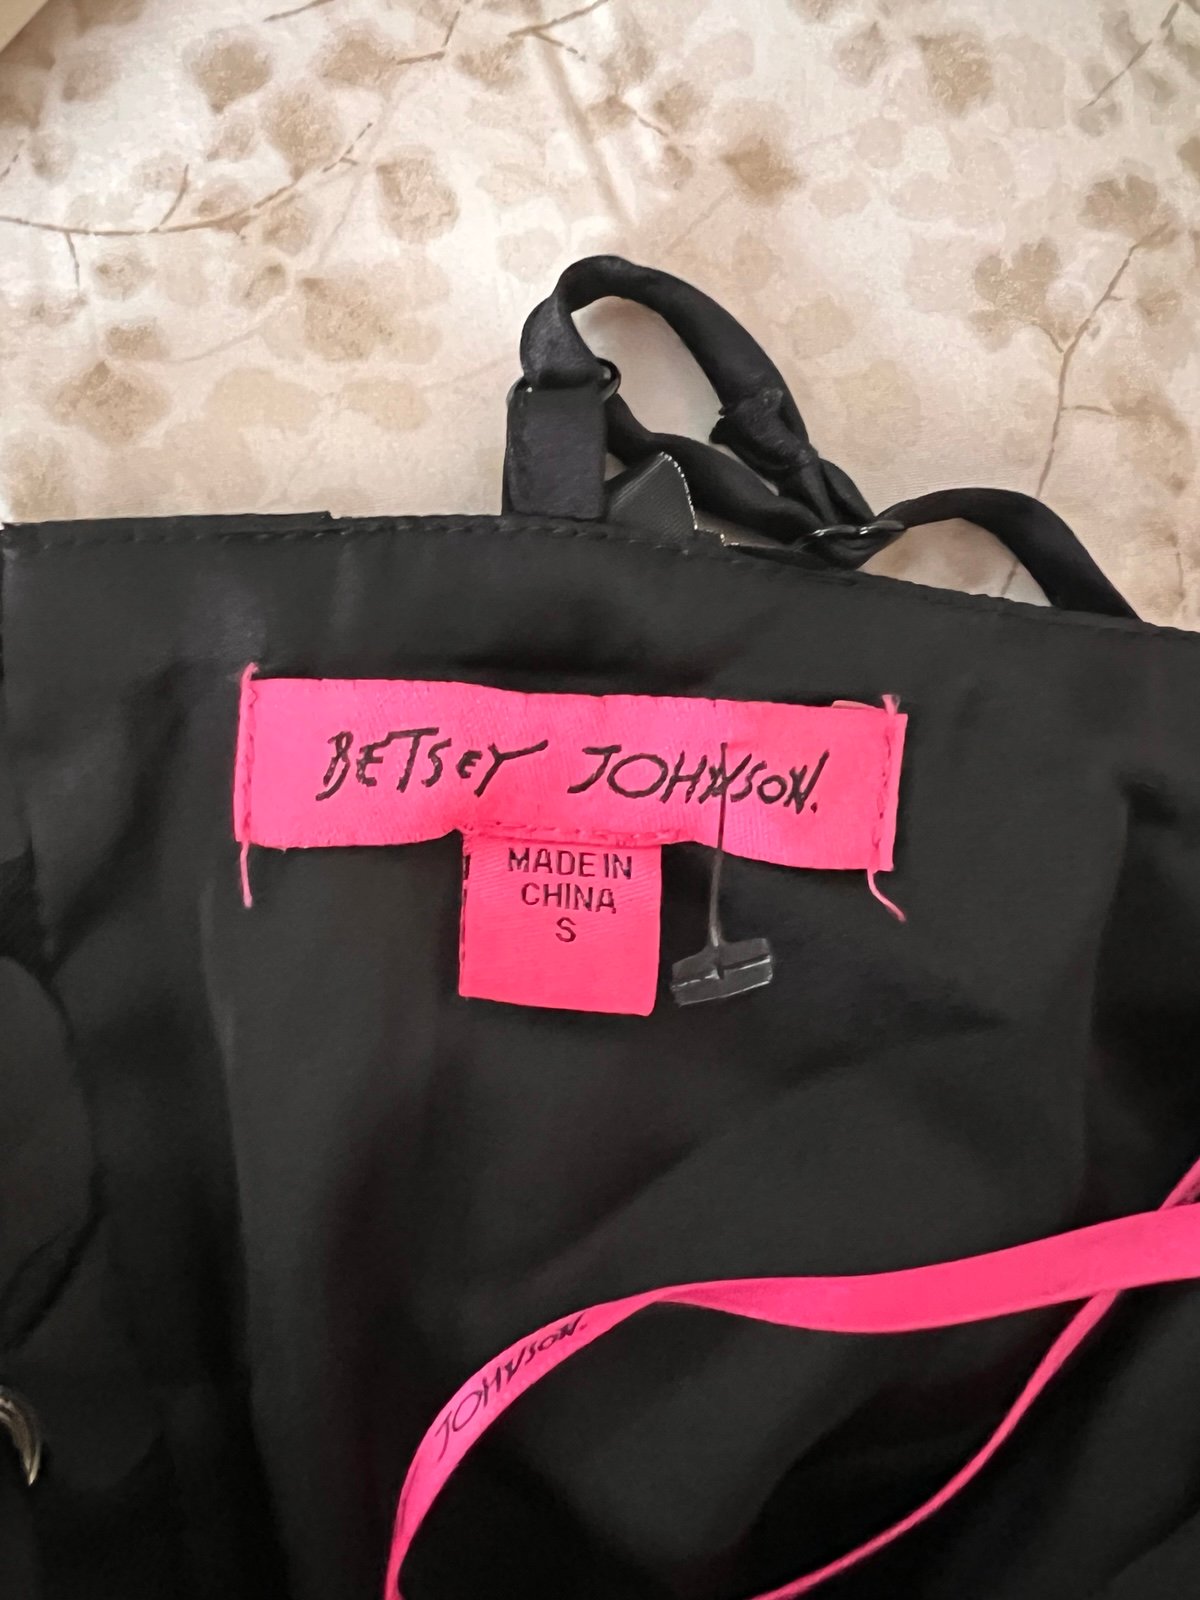 BETSEY JOHNSON.
MADE IN
CHINA
S
JOHNSON.